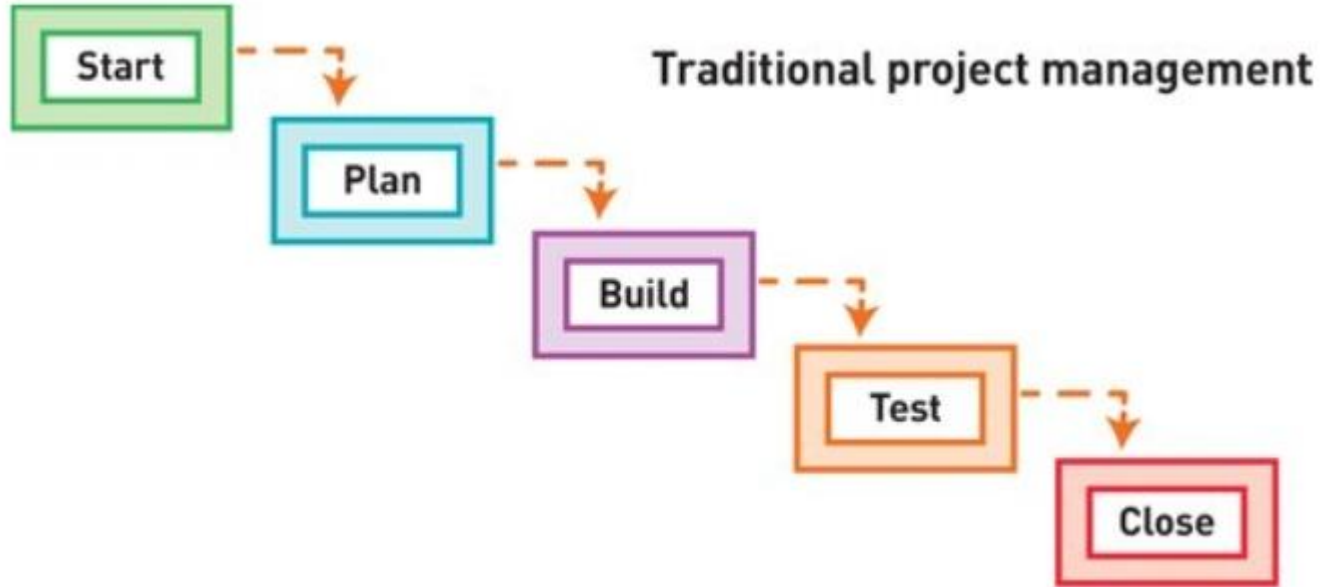 Start
Traditional project management
Plan
Build
Test
Close